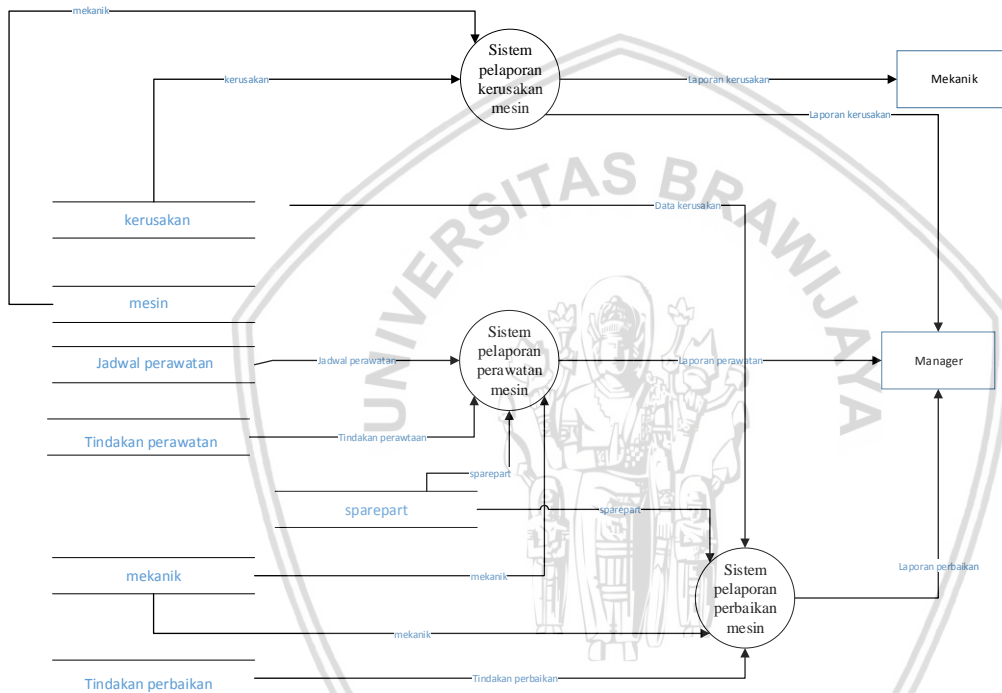 mekanik
Sistem
pelaporan
kerusakan
mesin
kerusakan
Laporan kerusakan
Mekanik
Laporan kerusakan
UNIVERSITAS BRAWIJAYA
kerusakan
Data kerusakan
mesin
Jadwal perawatan
Jadwal perawatan
Sistem
pelaporan
perawatan
mesin
Laporan perawatan
Manager
Tindakan perawatan
Tindakan perawtaan
sparepart
sparepart
sparepart
mekanik
mekanik
Sistem
pelaporan
perbaikan
mesin
Laporan perbaikan
mekanik
Tindakan perbaikan
Tindakan perbaikan